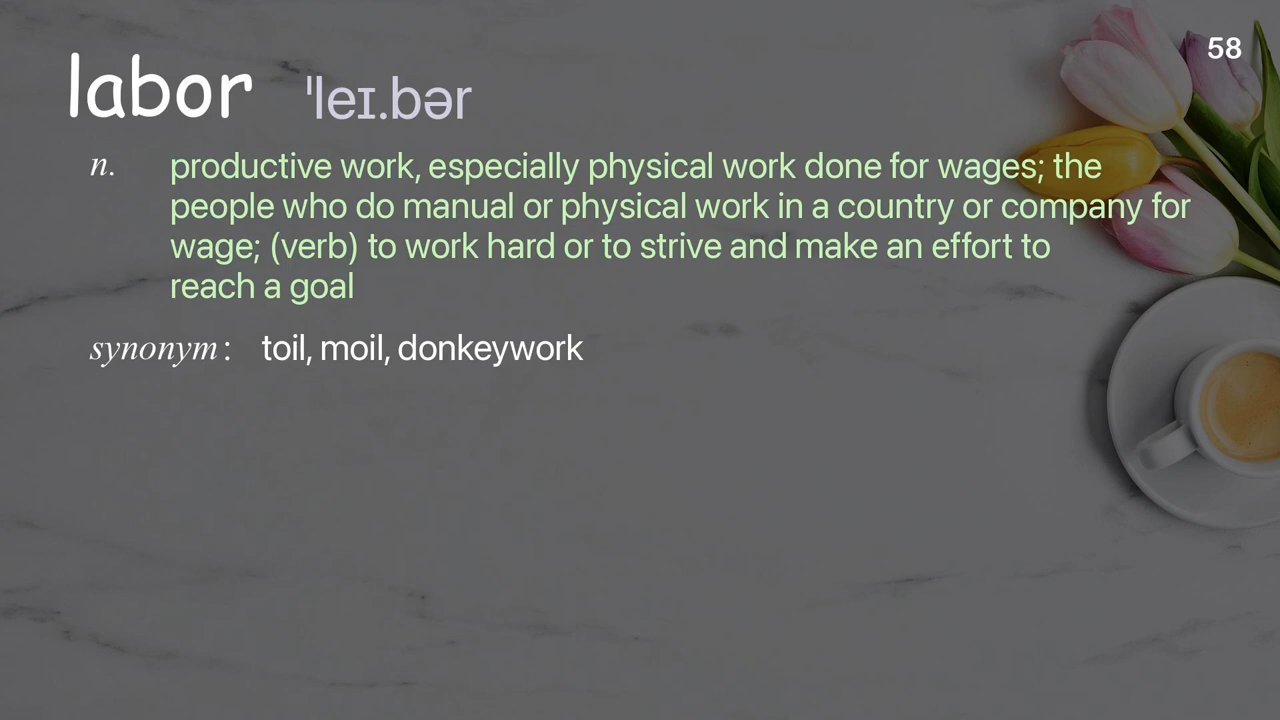 58
labor ˈleɪ.bər
n. productive work, especially physical work done for wages; the
people who do manual or physical work in a country or company for
wage; (verb) to work hard or to strive and make an effort to
reach a goal
synonym: toil, moil, donkeywork